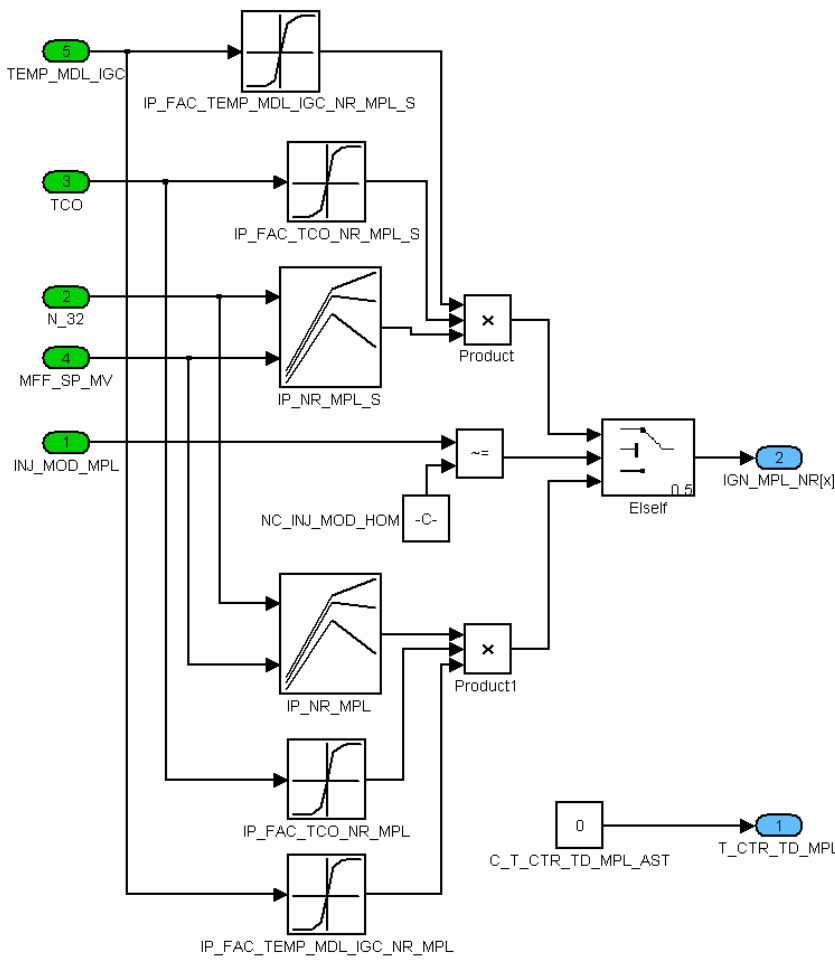 5
TEMP_MDL_IGC
IP_FAC_TEMP_MDL_IGC_NR_MPL_S
3
TCO
IP_FAC_TCO_NR_MPL_S
2
N_32
4
MFF_SP_MV
IP_NR_MPL_S
×
Product
1
INJ_MOD_MPL
~=
NC_INJ_MOD_HOM
-C-
0.5
ElseIf
2
IGN_MPL_NR[x]
IP_NR_MPL
×
Product1
IP_FAC_TCO_NR_MPL
0
C_T_CTR_TD_MPL_AST
1
T_CTR_TD_MPL
IP_FAC_TEMP_MDL_IGC_NR_MPL